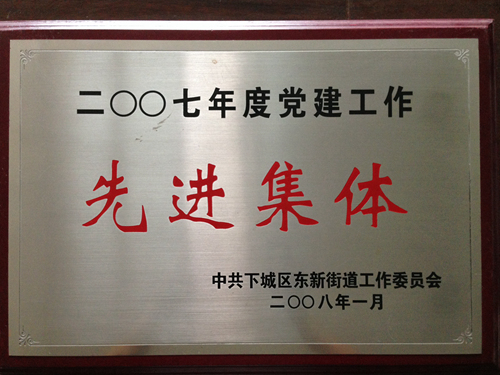 二〇〇七年度党建工作
先进集体
中共下城区东新街道工作委员会
二〇〇八年一月